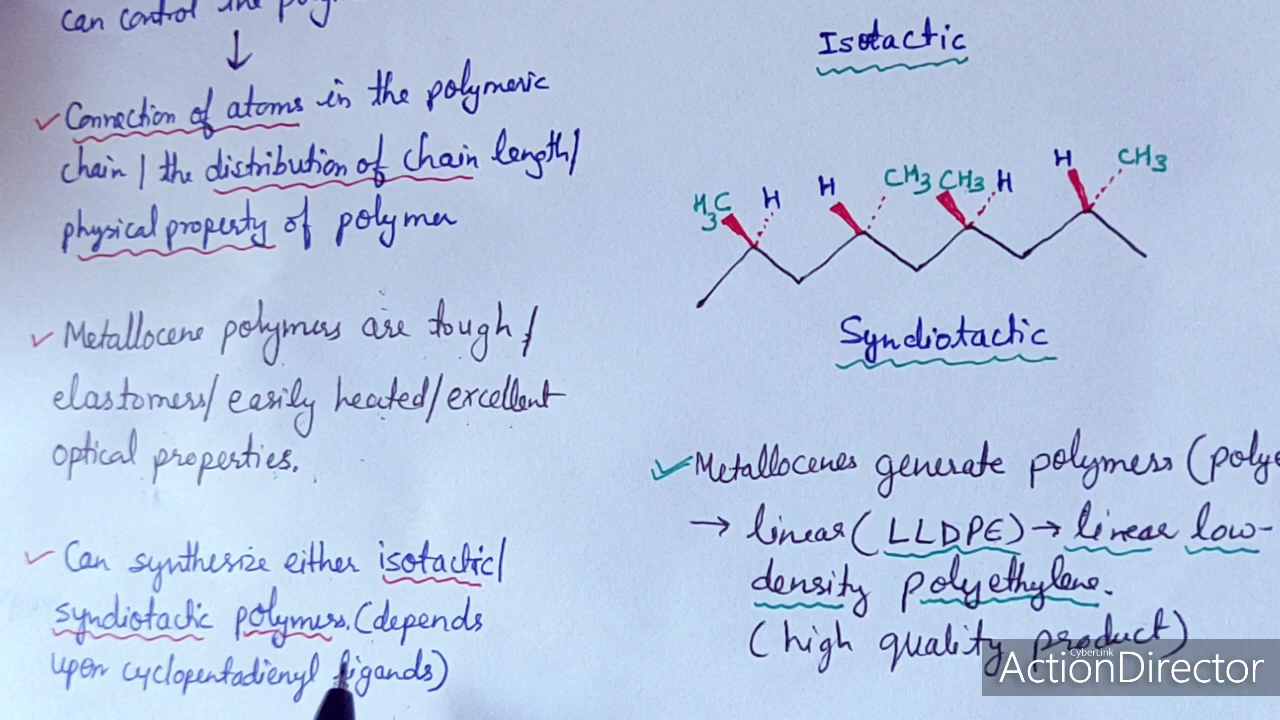 can control the
↓
✓ Connection of atoms in the polymeric
chain / the distribution of chain length/
physical property of polymer
✓ Metallocene polymers are tough/
elastomers/ easily heated/ excellent
optical properties.
✓ Can synthesize either isotactic/
syndiotactic polymers. (depends
upon cyclopentadienyl ligands)
Isotactic
H3C H H CH3 CH3 H H CH3
Syndiotactic
✓ Metallocenes generate polymers (polye
→ linear ( LLDPE) → linear low-
density polyethylene.
(high quality product)
CyberLink
ActionDirector